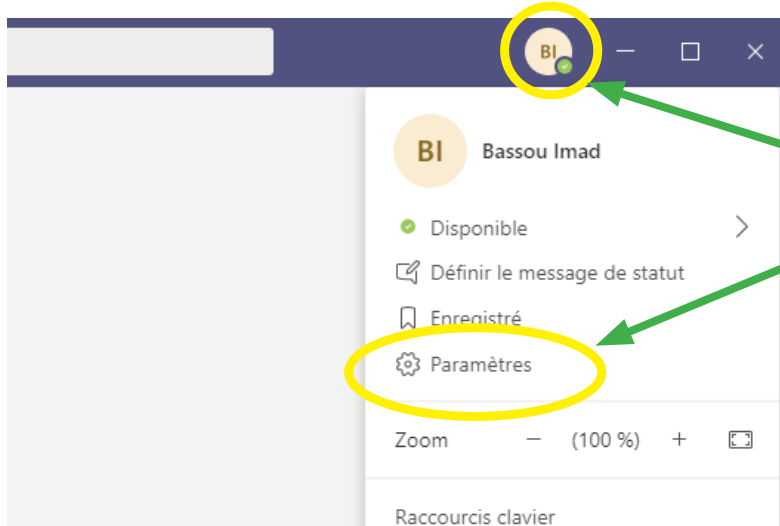 BI
BI
Bassou Imad
Disponible
Définir le message de statut
Enregistré
Paramètres
Zoom — (100 %) +
Raccourcis clavier